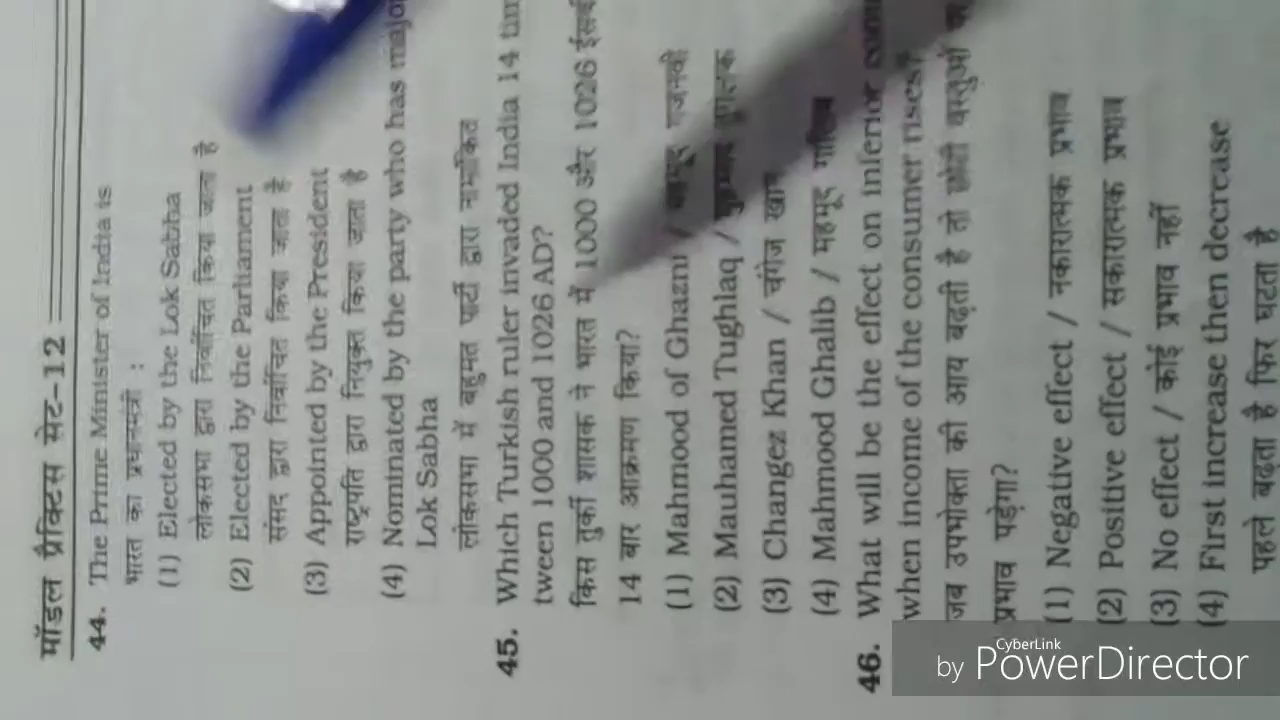 मॉडल प्रैक्टिस सेट-12
44. The Prime Minister of India is
भारत का प्रधानमंत्री :
(1) Elected by the Lok Sabha
लोकसभा द्वारा निर्वाचित किया जाता है
(2) Elected by the Parliament
संसद द्वारा निर्वाचित किया जाता है
(3) Appointed by the President
राष्ट्रपति द्वारा नियुक्त किया जाता है
(4) Nominated by the party who has
Lok Sabha
लोकसभा में बहुमत पार्टी द्वारा नामांकित
45. Which Turkish ruler invaded India 14
tween 1000 and 1026 AD?
किस तुर्की शासक ने भारत में 1000 और 1026
14 बार आक्रमण किया?
(1) Mahmood of Ghazni / गजनवी
(2) Mauhamed Tughlaq /
(3) Changez Khan / चंगेज खान
(4) Mahmood Ghalib / महमूद
46. What will be the effect on inferior
when income of the consumer rises?
जब उपभोक्ता की आय बढ़ती है तो छोटी वस्तुओं
प्रभाव पड़ेगा?
(1) Negative effect / नकारात्मक प्रभाव
(2) Positive effect / सकारात्मक प्रभाव
(3) No effect / कोई प्रभाव नहीं
(4) First increase then decrease
पहले बढ़ता है फिर घटता है
CyberLink
by PowerDirector